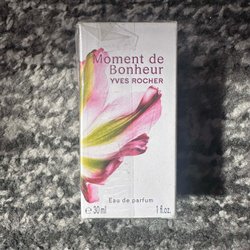 Moment de
Bonheur
YVES ROCHER
Eau de parfum
e 30 ml 1 fl.oz.